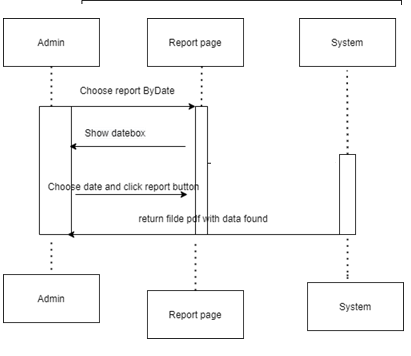 Admin
Report page
System
Choose report ByDate
Show datebox
Choose date and click report button
return filde pdf with data found
Admin
Report page
System